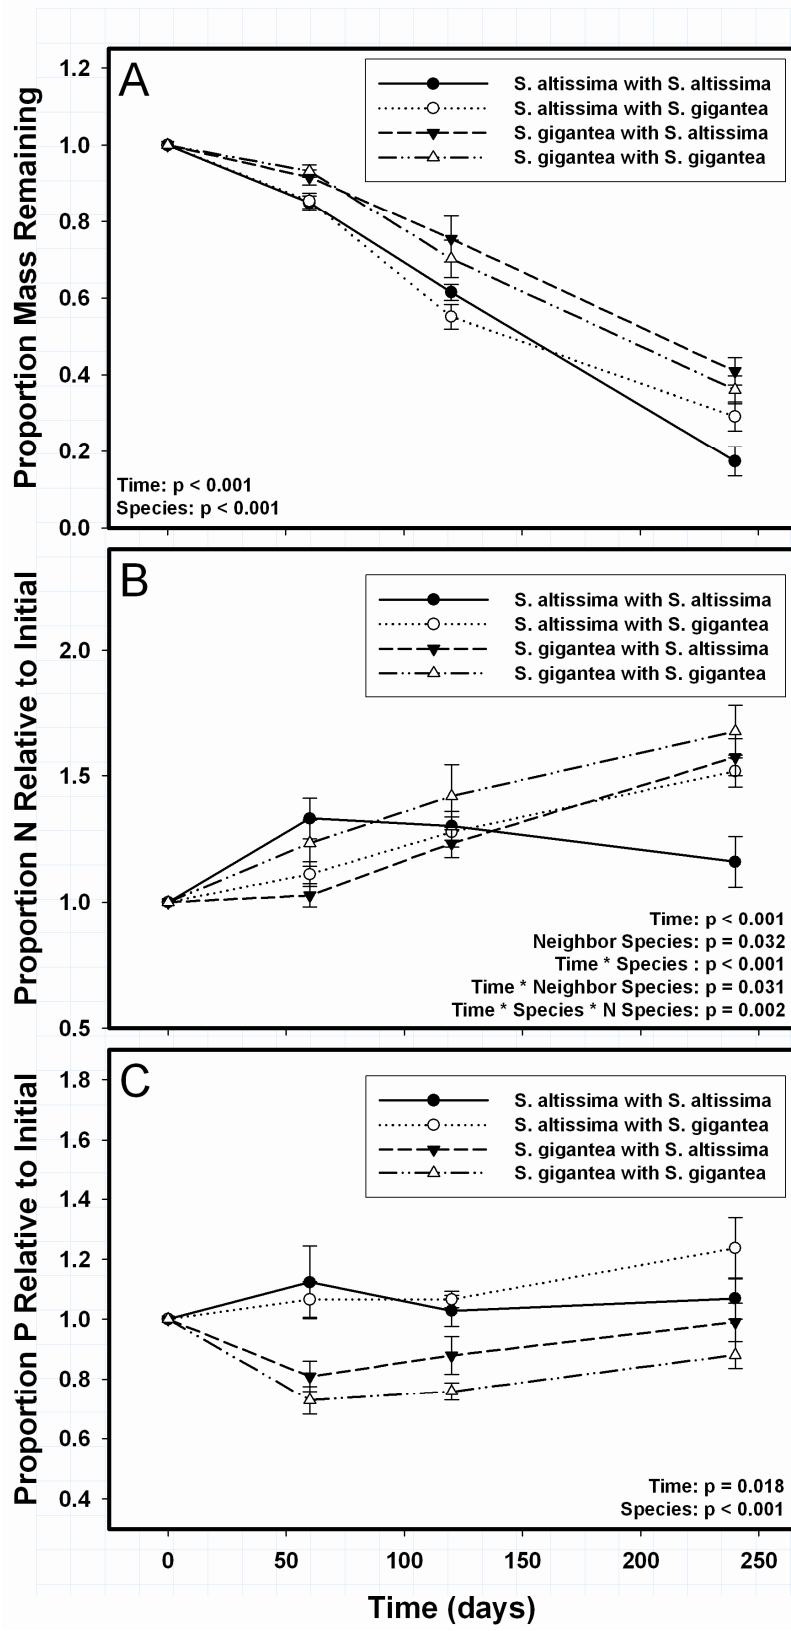 A
1.2
1.0
0.8
0.6
0.4
0.2
0.0
Proportion Mass Remaining
S. altissima with S. altissima
S. altissima with S. gigantea
S. gigantea with S. altissima
S. gigantea with S. gigantea
Time: p < 0.001
Species: p < 0.001
B
2.0
1.5
1.0
0.5
Proportion N Relative to Initial
S. altissima with S. altissima
S. altissima with S. gigantea
S. gigantea with S. altissima
S. gigantea with S. gigantea
Time: p < 0.001
Neighbor Species: p = 0.032
Time * Species : p < 0.001
Time * Neighbor Species: p = 0.031
Time * Species * N Species: p = 0.002
C
1.8
1.6
1.4
1.2
1.0
0.8
0.6
0.4
Proportion P Relative to Initial
S. altissima with S. altissima
S. altissima with S. gigantea
S. gigantea with S. altissima
S. gigantea with S. gigantea
Time: p = 0.018
Species: p < 0.001
0 50 100 150 200 250
Time (days)